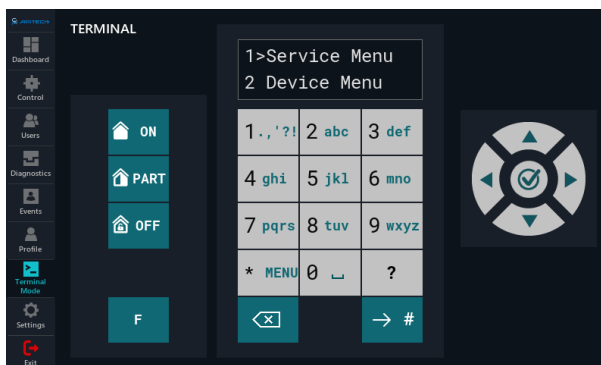 ARITECH
Dashboard
Control
Users
Diagnostics
Events
Profile
Terminal
Mode
Settings
Exit
TERMINAL
ON
PART
OFF
F
1>Service Menu
2 Device Menu
1.,'?! 2 abc 3 def
4 ghi 5 jkl 6 mno
7 pqrs 8 tuv 9 wxyz
* MENU 0 ⎵ ?
→ #